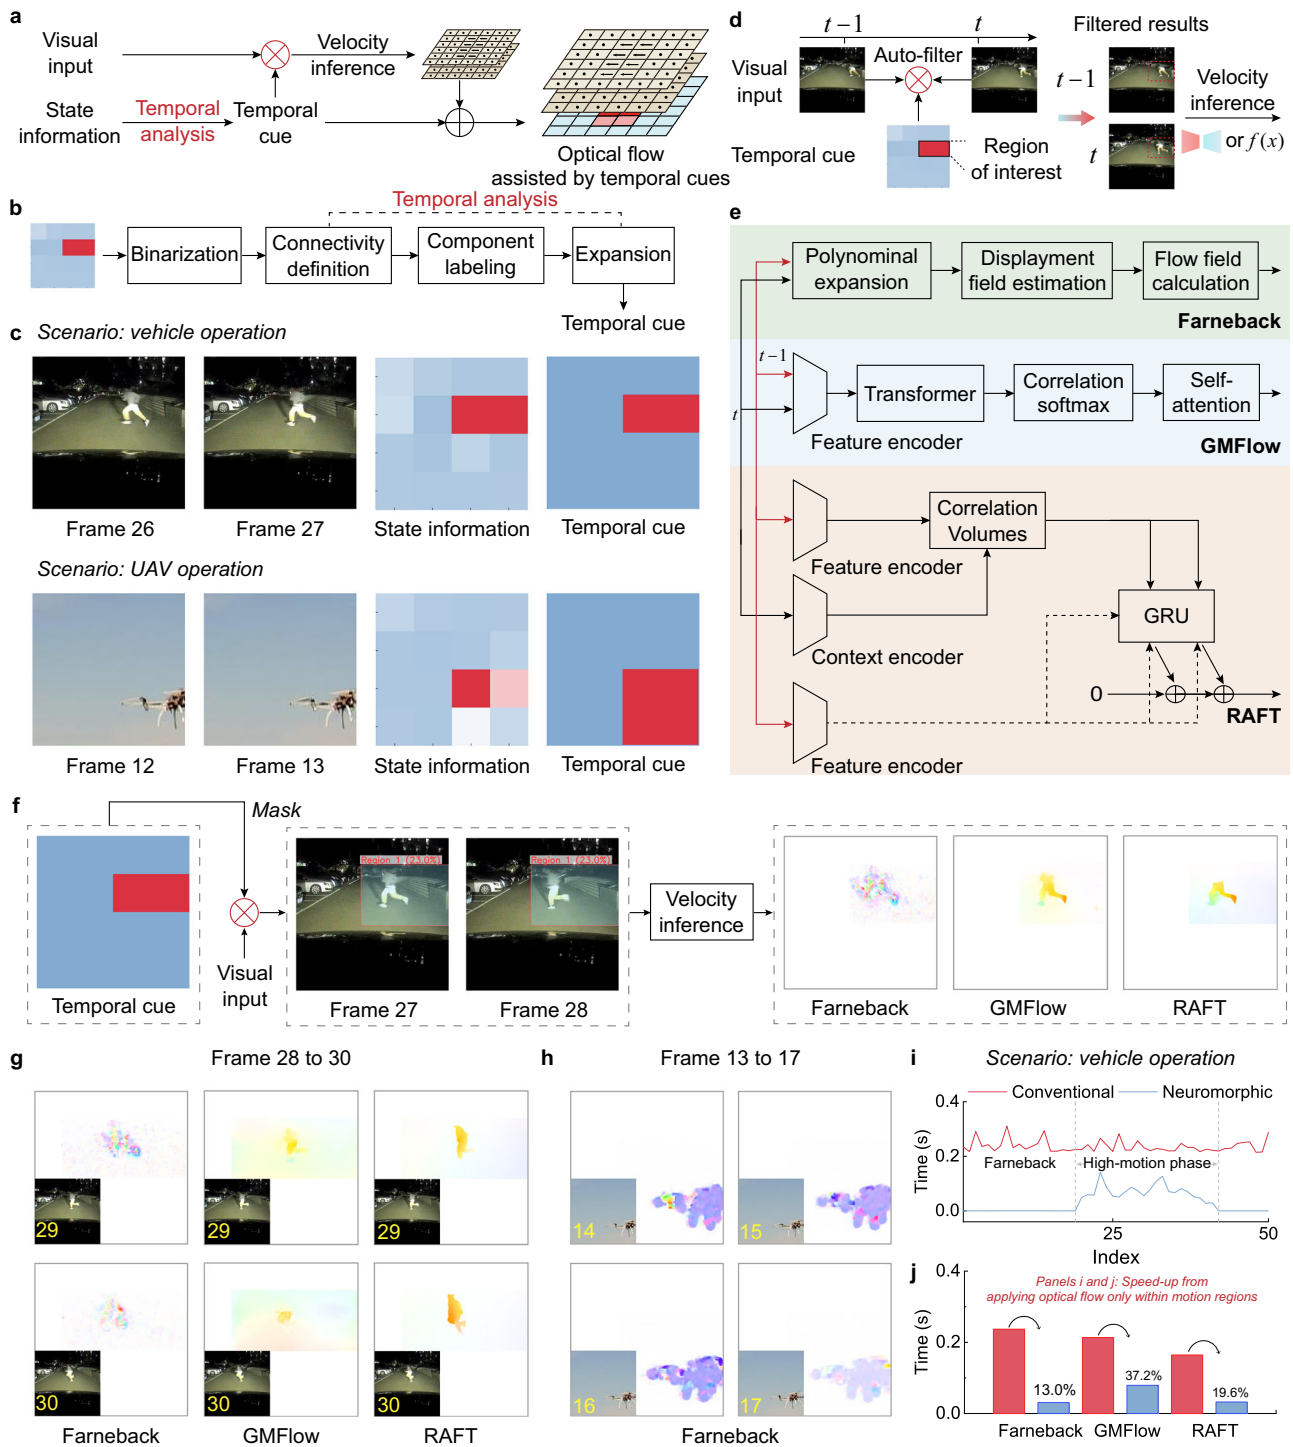 a
Visual
input
Velocity
inference
State
information
Temporal
analysis
Temporal
cue
Optical flow
assisted by temporal cues
b
Temporal analysis
Binarization
Connectivity
definition
Component
labeling
Expansion
Temporal cue
c
Scenario: vehicle operation
Frame 26
Frame 27
State information
Temporal cue
Scenario: UAV operation
Frame 12
Frame 13
State information
Temporal cue
d
t−1
t
Filtered results
Visual
input
Auto-filter
t−1
t
Velocity
inference
or f(x)
Temporal cue
Region
of interest
e
Polynominal
expansion
Displayment
field estimation
Flow field
calculation
Farneback
t−1
t
Transformer
Correlation
softmax
Self-
attention
Feature encoder
GMFlow
Correlation
Volumes
Feature encoder
GRU
Context encoder
0
RAFT
Feature encoder
f
Mask
Temporal cue
Visual
input
Region 1 (23.0%)
Region 1 (23.0%)
Frame 27
Frame 28
Velocity
inference
Farneback
GMFlow
RAFT
g
Frame 28 to 30
29
29
29
30
30
30
Farneback
GMFlow
RAFT
h
Frame 13 to 17
14
15
16
17
Farneback
i
Scenario: vehicle operation
Conventional
Neuromorphic
Time (s)
0.4
0.2
0.0
Farneback
High-motion phase
25
50
Index
j
Time (s)
0.4
0.2
0.0
Panels i and j: Speed-up from
applying optical flow only within motion regions
13.0%
37.2%
19.6%
Farneback
GMFlow
RAFT